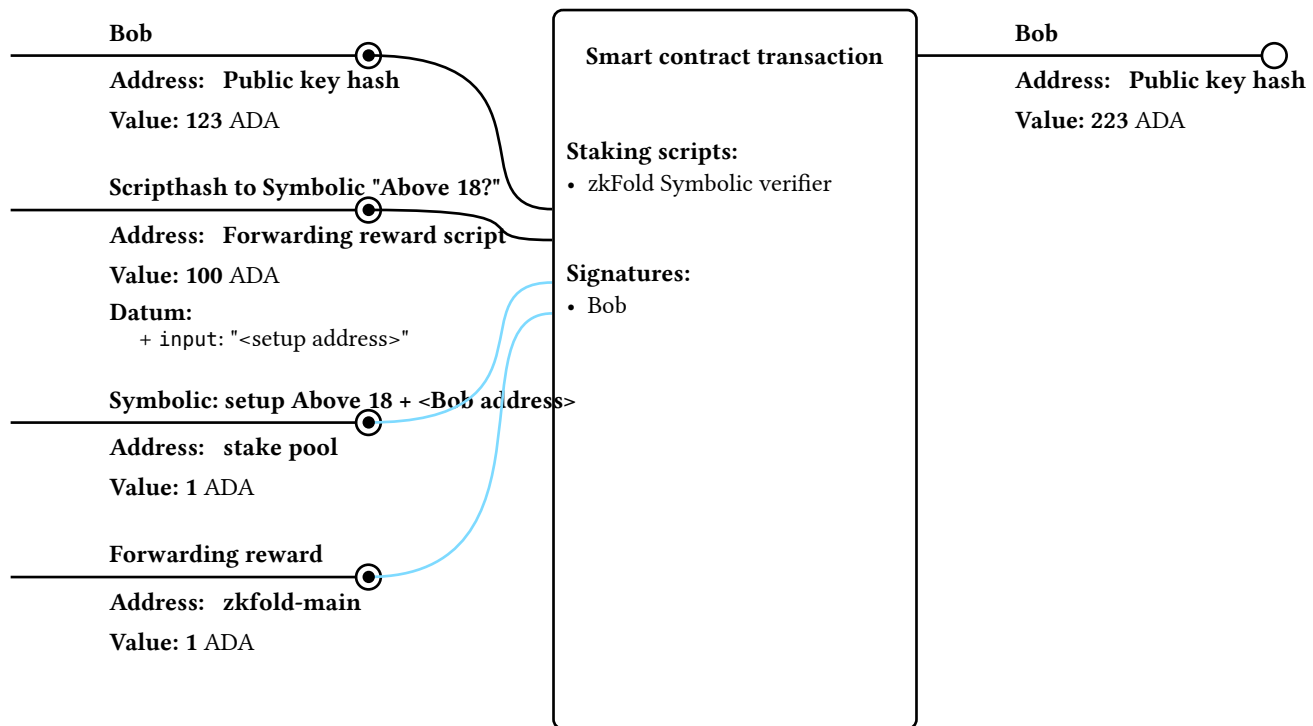 Bob
Address: Public key hash
Value: 123 ADA
Scripthash to Symbolic "Above 18?"
Address: Forwarding reward script
Value: 100 ADA
Datum:
+ input: "<setup address>"
Symbolic: setup Above 18 + <Bob address>
Address: stake pool
Value: 1 ADA
Forwarding reward
Address: zkfold-main
Value: 1 ADA
Smart contract transaction
Staking scripts:
• zkFold Symbolic verifier
Signatures:
• Bob
Bob
Address: Public key hash
Value: 223 ADA